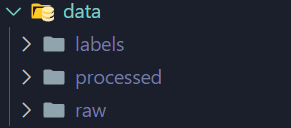 data
labels
processed
raw